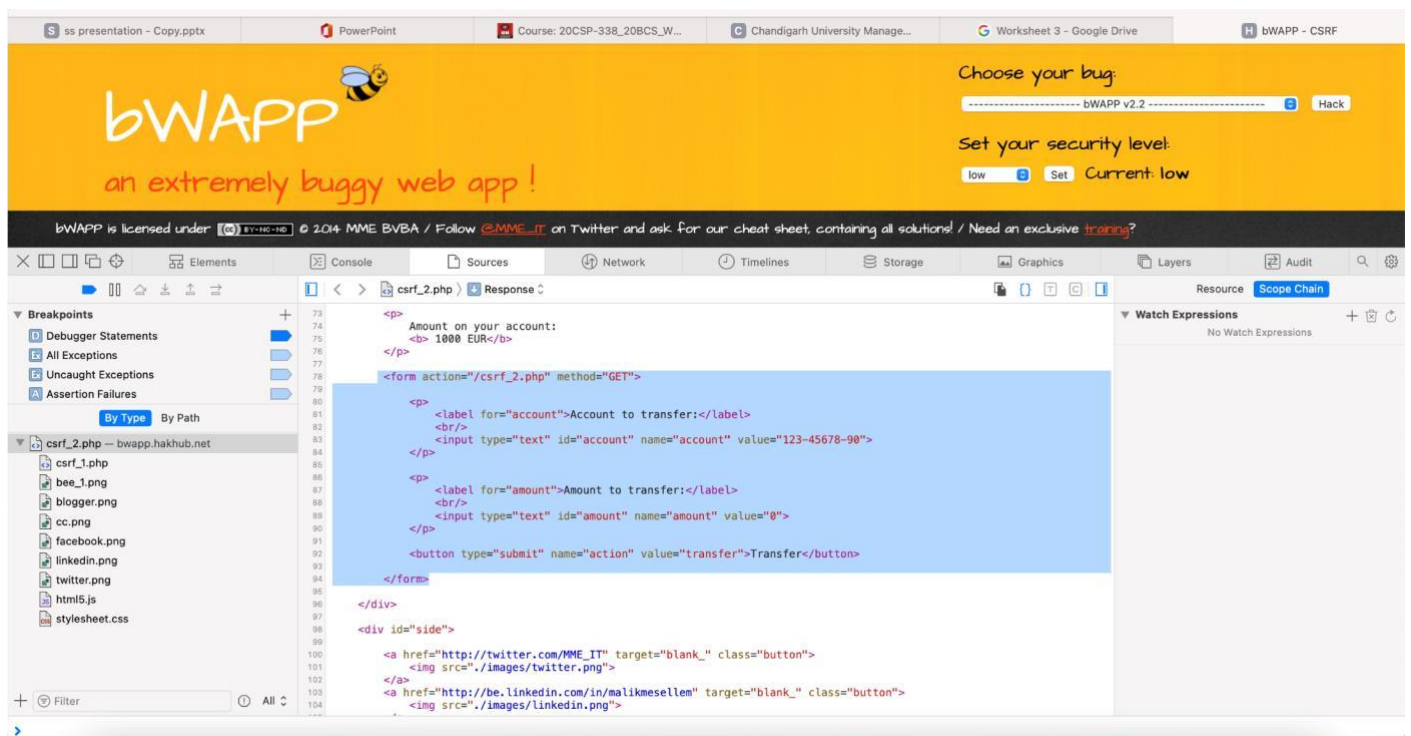 ss presentation - Copy.pptx
PowerPoint
Course: 20CSP-338_20BCS_W...
Chandigarh University Manage...
Worksheet 3 - Google Drive
bWAPP - CSRF
bWAPP
an extremely buggy web app !
Choose your bug:
---------------------- bWAPP v2.2 ----------------------- Hack
Set your security level:
low Set Current: low
bWAPP is licensed under (cc) BY-NC-ND © 2014 MME BVBA / Follow @MME_IT on Twitter and ask for our cheat sheet, containing all solutions! / Need an exclusive training?
Elements Console Sources Network Timelines Storage Graphics Layers Audit
csrf_2.php 〉 Response
Resource Scope Chain
Breakpoints
Debugger Statements
All Exceptions
Uncaught Exceptions
Assertion Failures
By Type By Path
csrf_2.php — bwapp.hakhub.net
csrf_1.php
bee_1.png
blogger.png
cc.png
facebook.png
linkedin.png
twitter.png
html5.js
stylesheet.css
Filter All
73 <p>
74 Amount on your account:
75 <b> 1000 EUR</b>
76 </p>
77
78 <form action="/csrf_2.php" method="GET">
79
80 <p>
81 <label for="account">Account to transfer:</label>
82 <br/>
83 <input type="text" id="account" name="account" value="123-45678-90">
84 </p>
85
86 <p>
87 <label for="amount">Amount to transfer:</label>
88 <br/>
89 <input type="text" id="amount" name="amount" value="0">
90 </p>
91
92 <button type="submit" name="action" value="transfer">Transfer</button>
93
94 </form>
95
96 </div>
97
98 <div id="side">
99
100 <a href="http://twitter.com/MME_IT" target="blank_" class="button">
101 <img src="./images/twitter.png">
102 </a>
103 <a href="http://be.linkedin.com/in/malikmesellem" target="blank_" class="button">
104 <img src="./images/linkedin.png">
Watch Expressions
No Watch Expressions